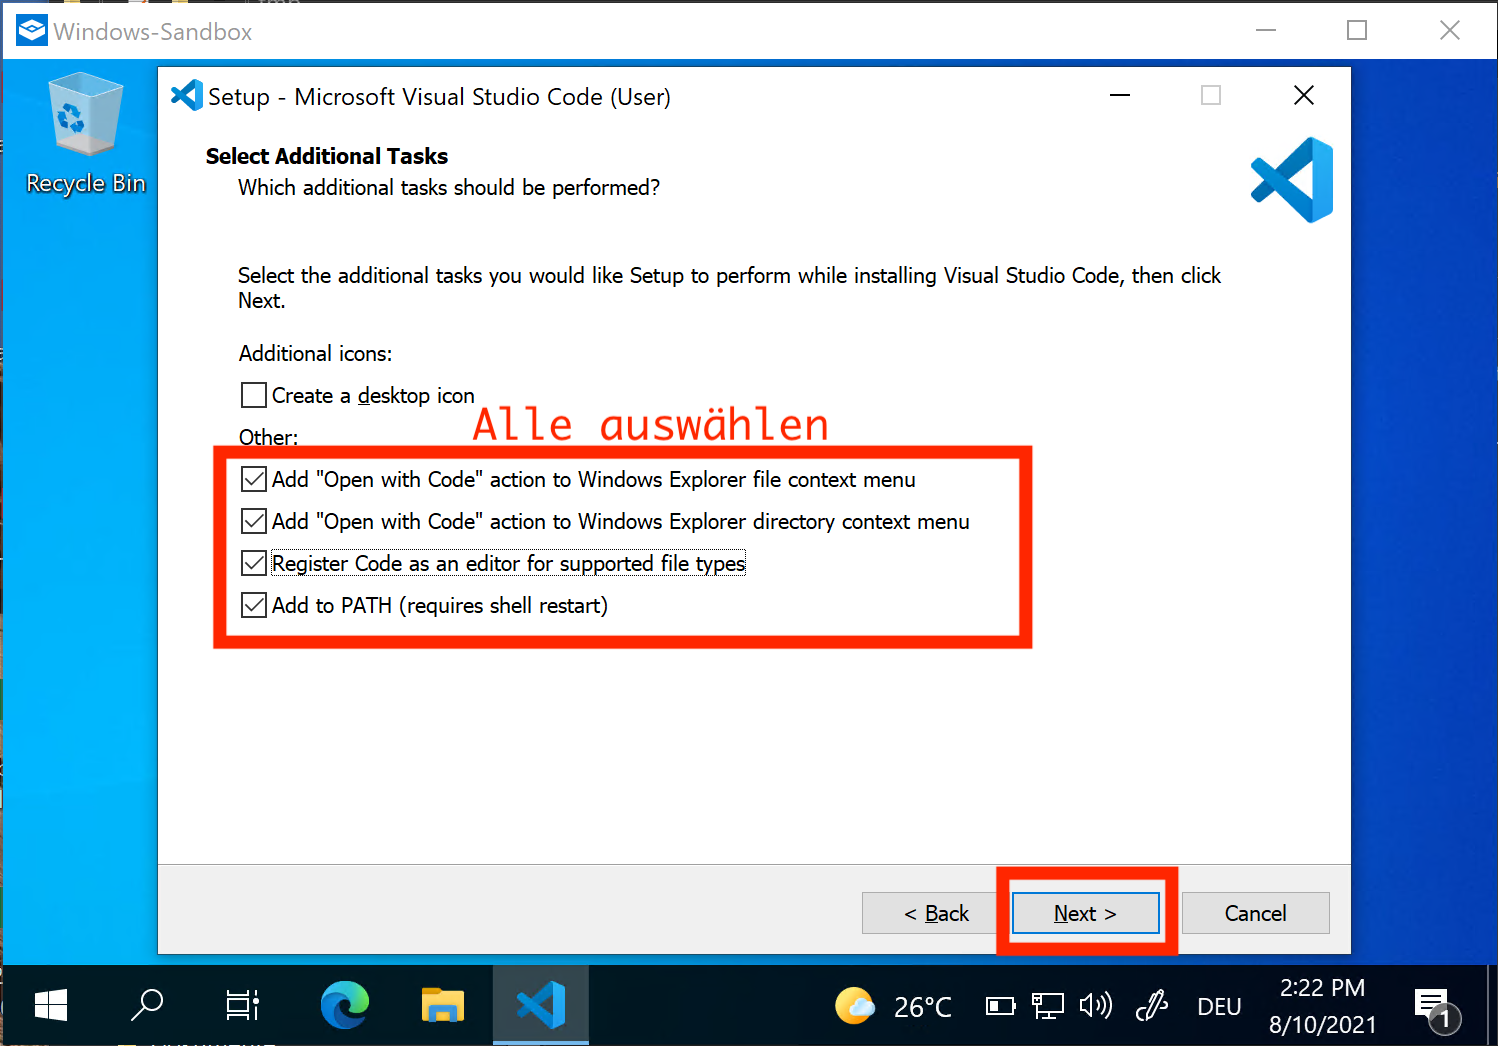 Windows-Sandbox
Recycle Bin
Setup - Microsoft Visual Studio Code (User)
Select Additional Tasks
Which additional tasks should be performed?
Select the additional tasks you would like Setup to perform while installing Visual Studio Code, then click
Next.
Additional icons:
Create a desktop icon
Alle auswählen
Other:
Add "Open with Code" action to Windows Explorer file context menu
Add "Open with Code" action to Windows Explorer directory context menu
Register Code as an editor for supported file types
Add to PATH (requires shell restart)
< Back
Next >
Cancel
26°C
DEU
2:22 PM
8/10/2021
1